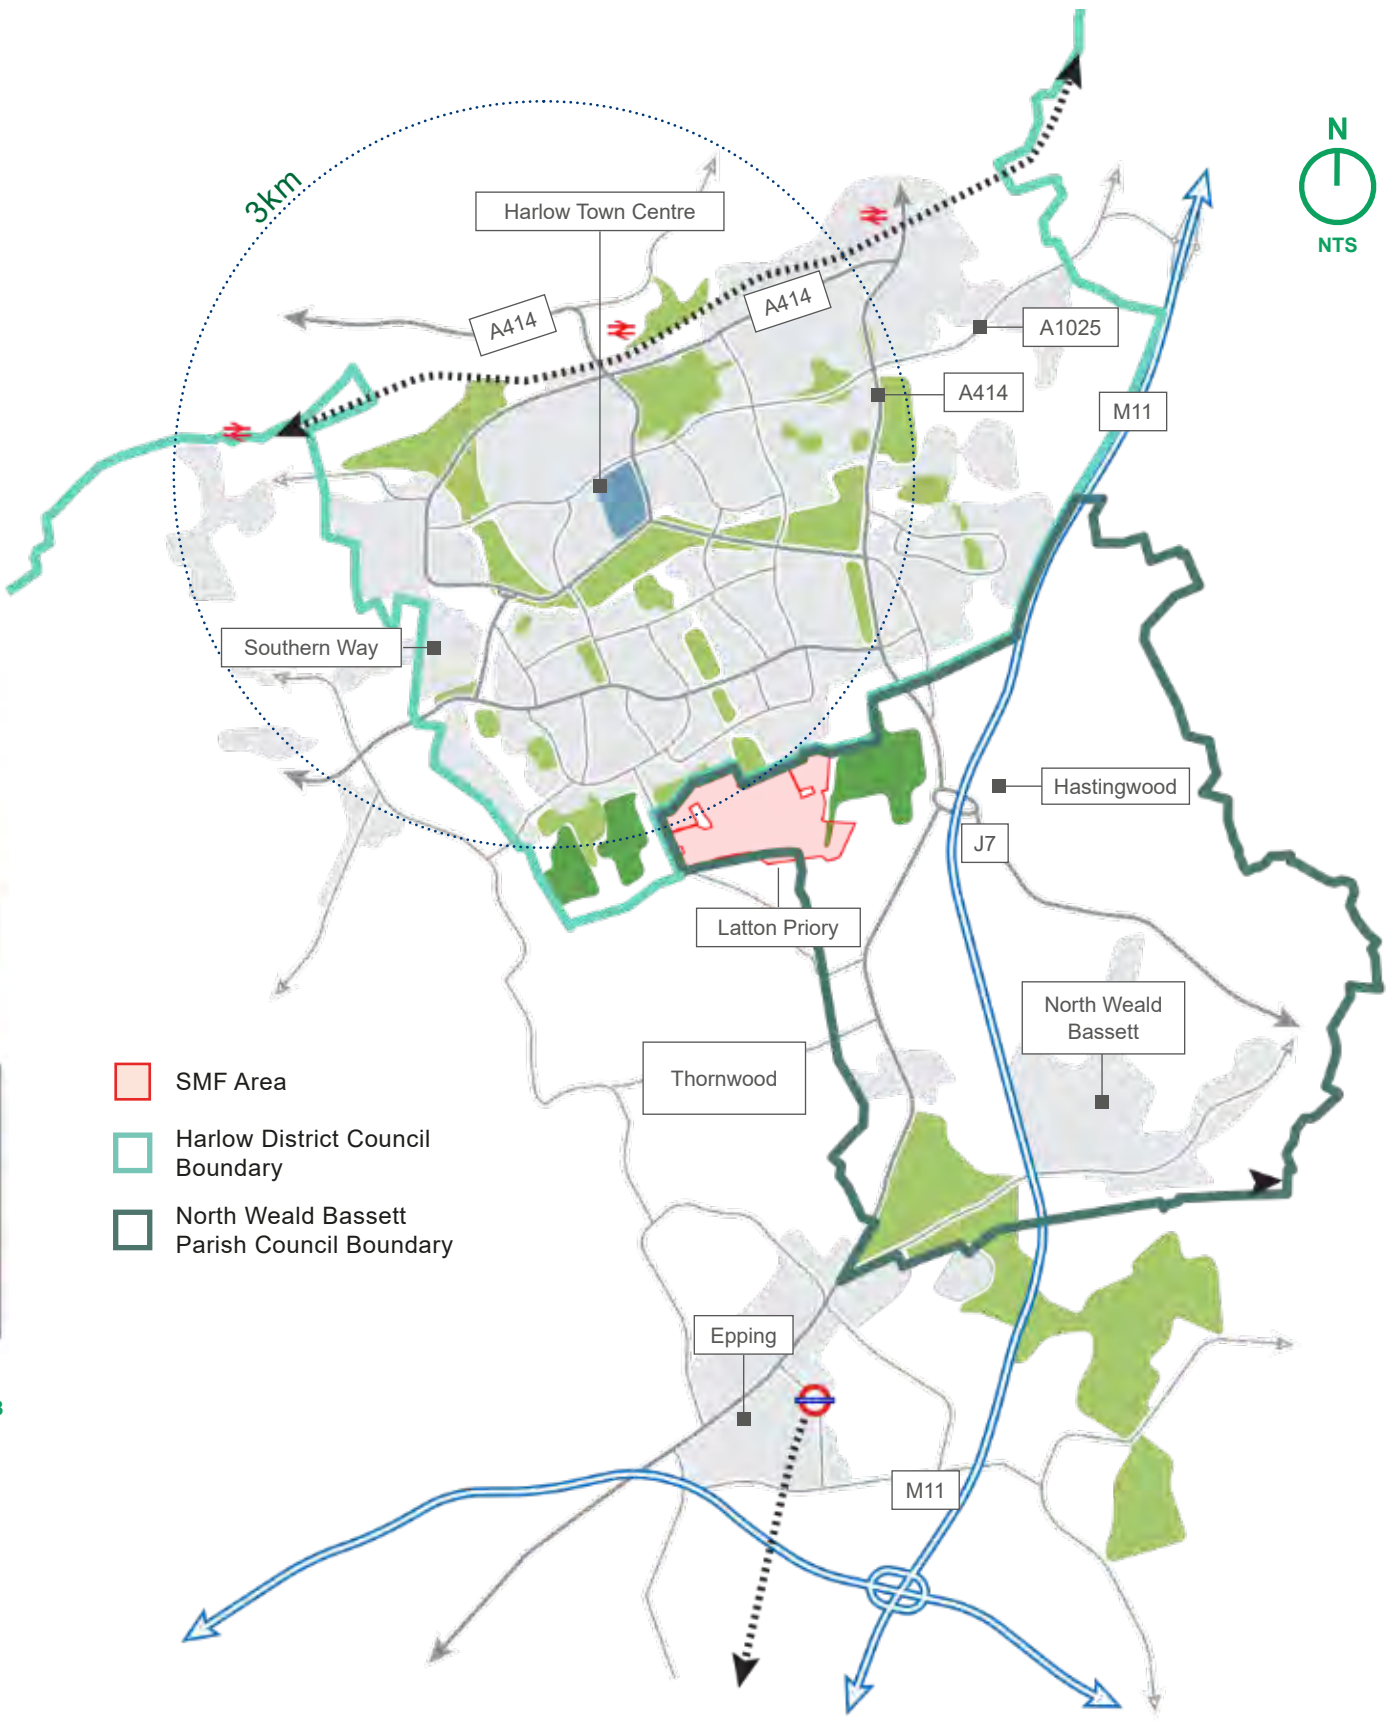 N
NTS
3km
Harlow Town Centre
A414
A414
A1025
A414
M11
Southern Way
Hastingwood
J7
Latton Priory
North Weald
Bassett
Thornwood
SMF Area
Harlow District Council
Boundary
North Weald Bassett
Parish Council Boundary
Epping
M11